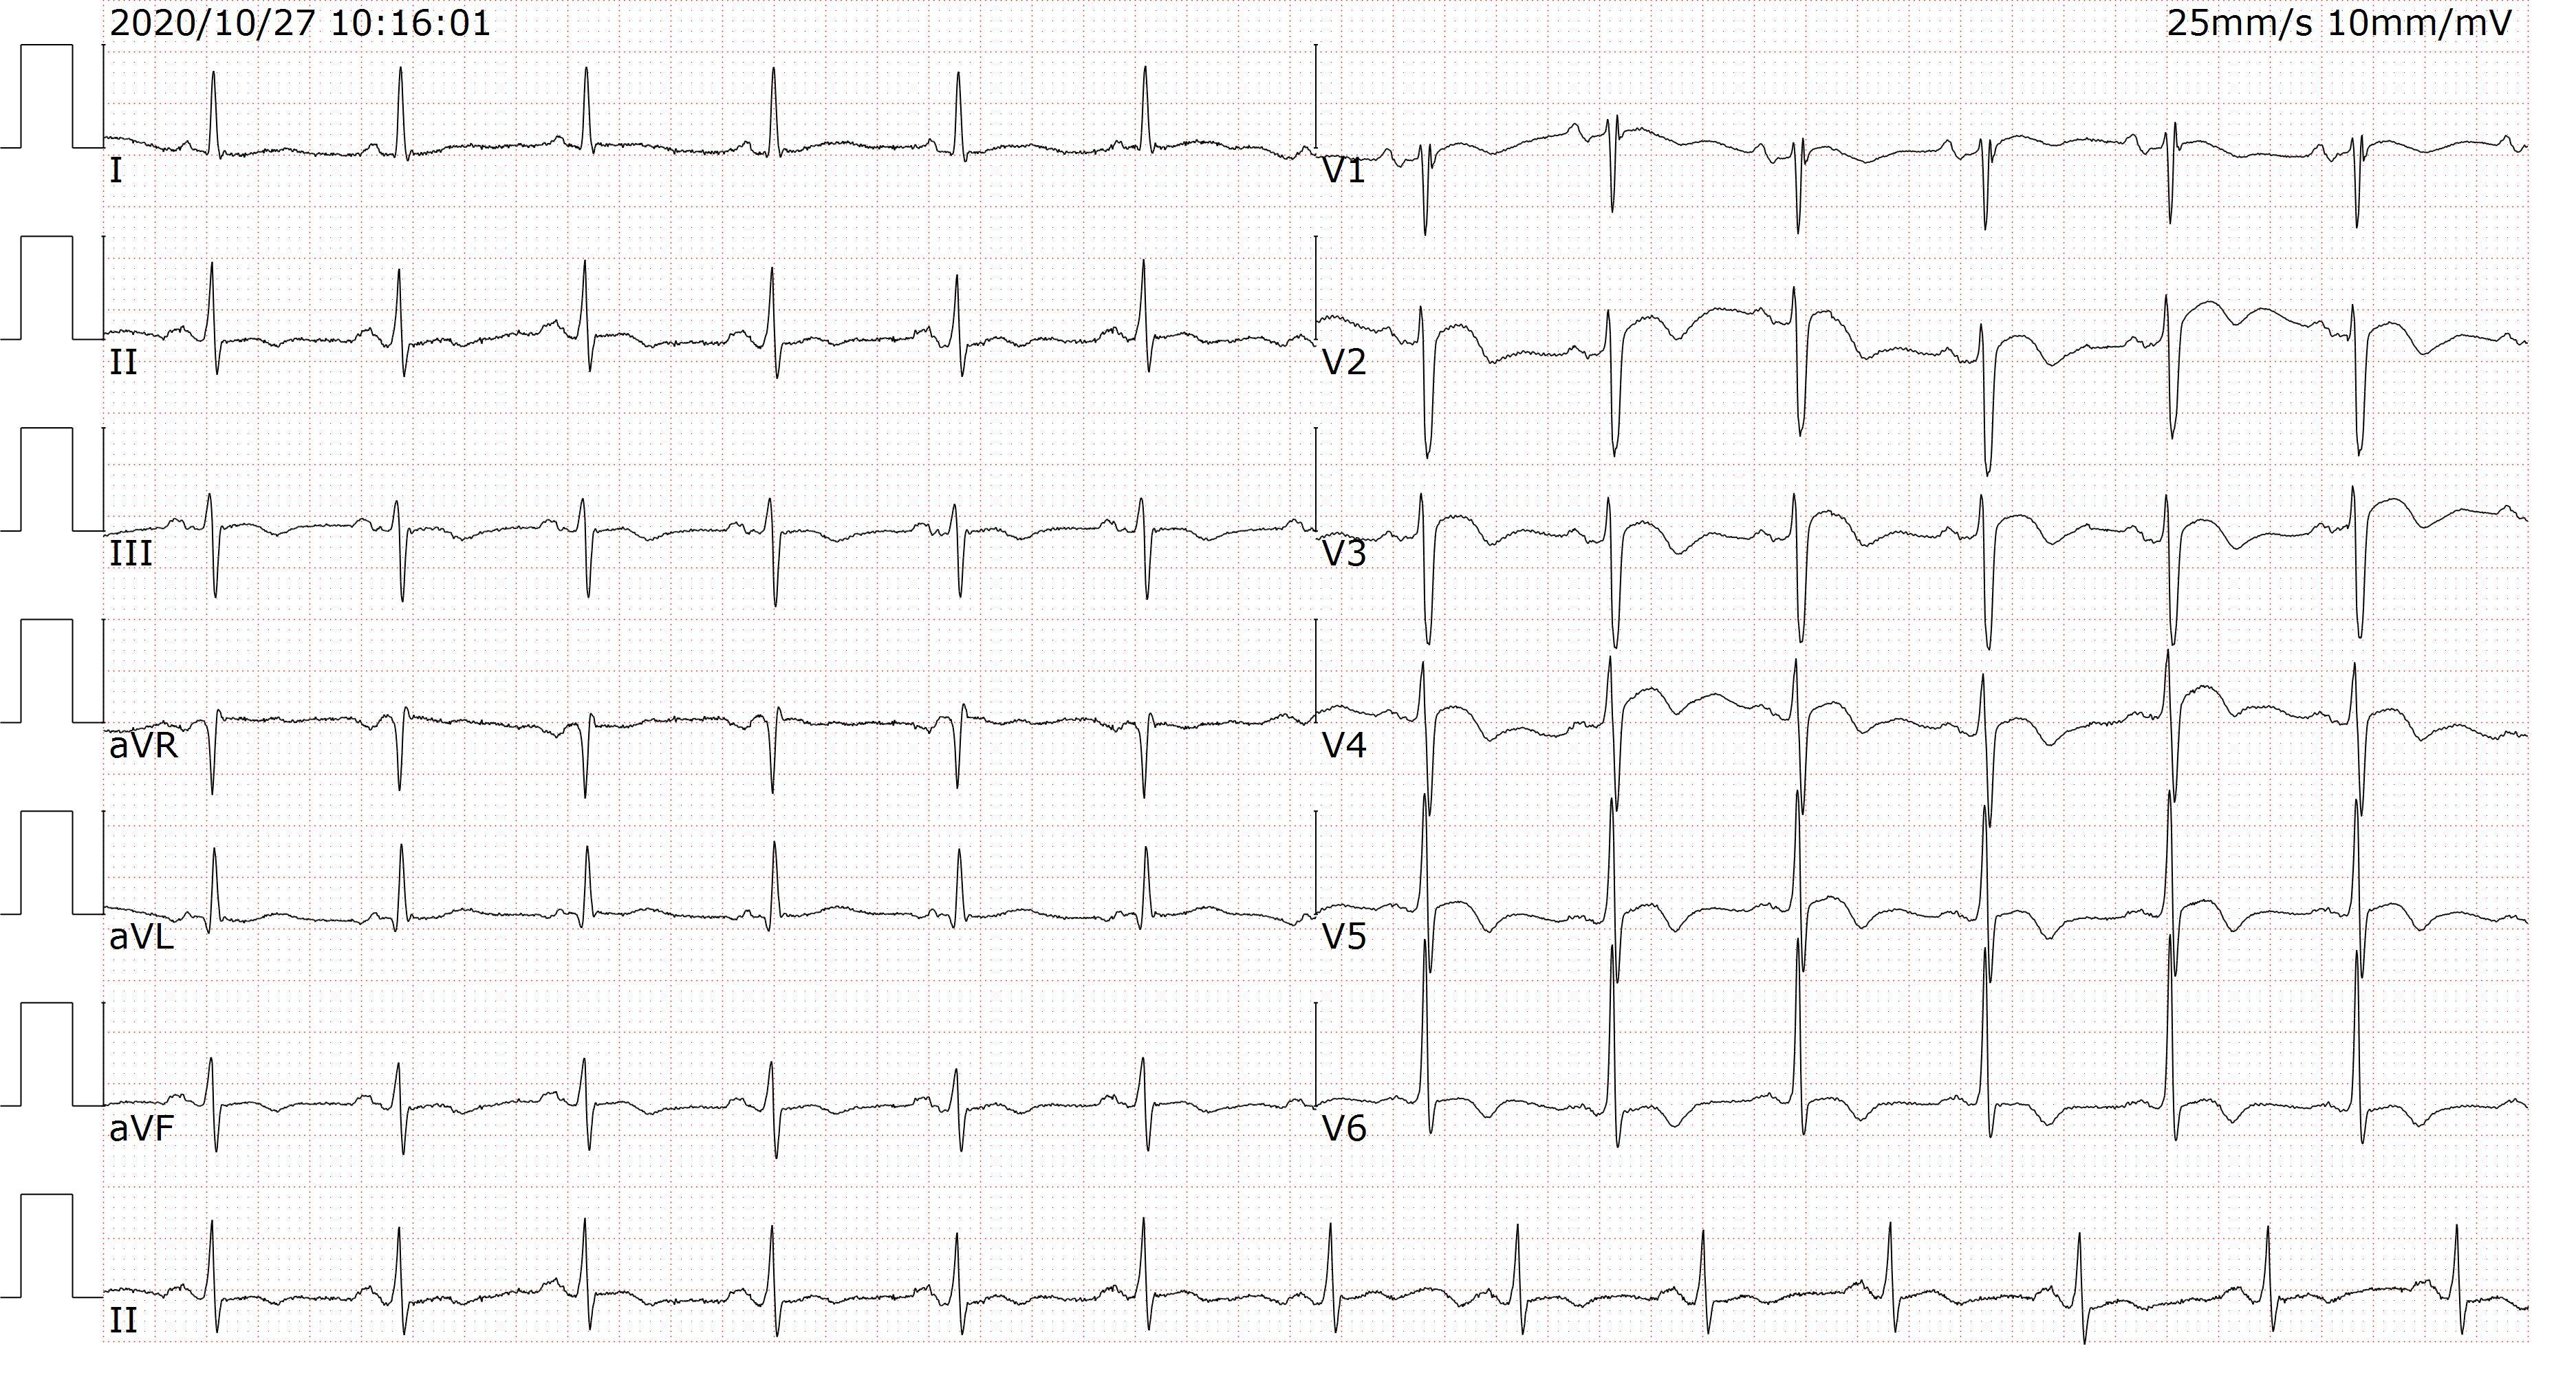 2020/10/27 10:16:01
25mm/s 10mm/mV
I
V1
II
V2
III
V3
aVR
V4
aVL
V5
aVF
V6
II